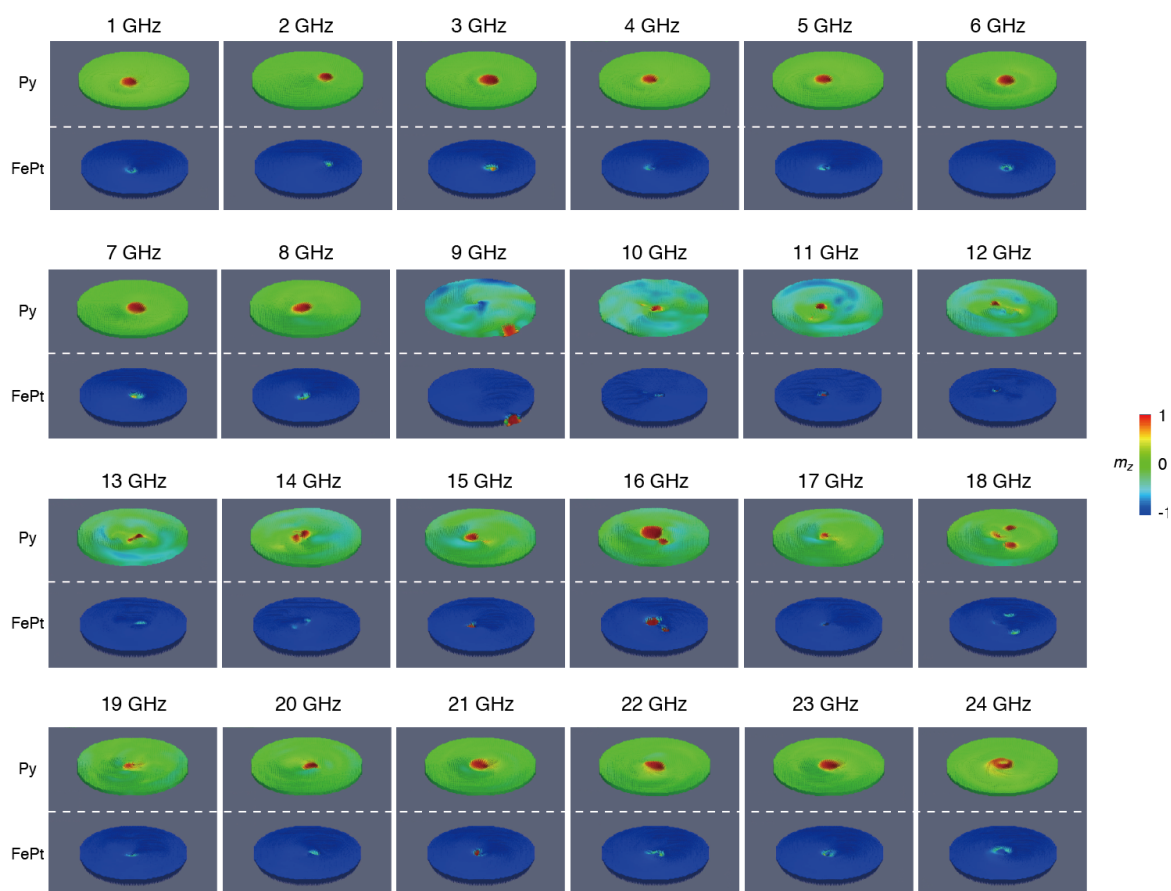 1 GHz 2 GHz 3 GHz 4 GHz 5 GHz 6 GHz
Py
FePt
7 GHz 8 GHz 9 GHz 10 GHz 11 GHz 12 GHz
Py
FePt
1
m_z 0
-1
13 GHz 14 GHz 15 GHz 16 GHz 17 GHz 18 GHz
Py
FePt
19 GHz 20 GHz 21 GHz 22 GHz 23 GHz 24 GHz
Py
FePt